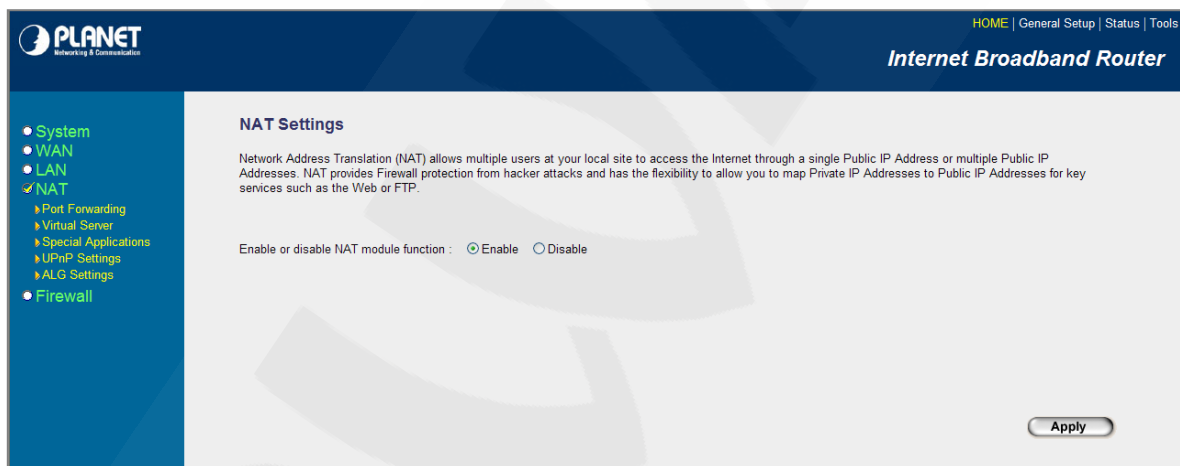 PLANET
Networking & Communication
HOME | General Setup | Status | Tools
Internet Broadband Router
System
WAN
LAN
NAT
Port Forwarding
Virtual Server
Special Applications
UPnP Settings
ALG Settings
Firewall
NAT Settings
Network Address Translation (NAT) allows multiple users at your local site to access the Internet through a single Public IP Address or multiple Public IP
Addresses. NAT provides Firewall protection from hacker attacks and has the flexibility to allow you to map Private IP Addresses to Public IP Addresses for key
services such as the Web or FTP.
Enable or disable NAT module function : Enable Disable
Apply